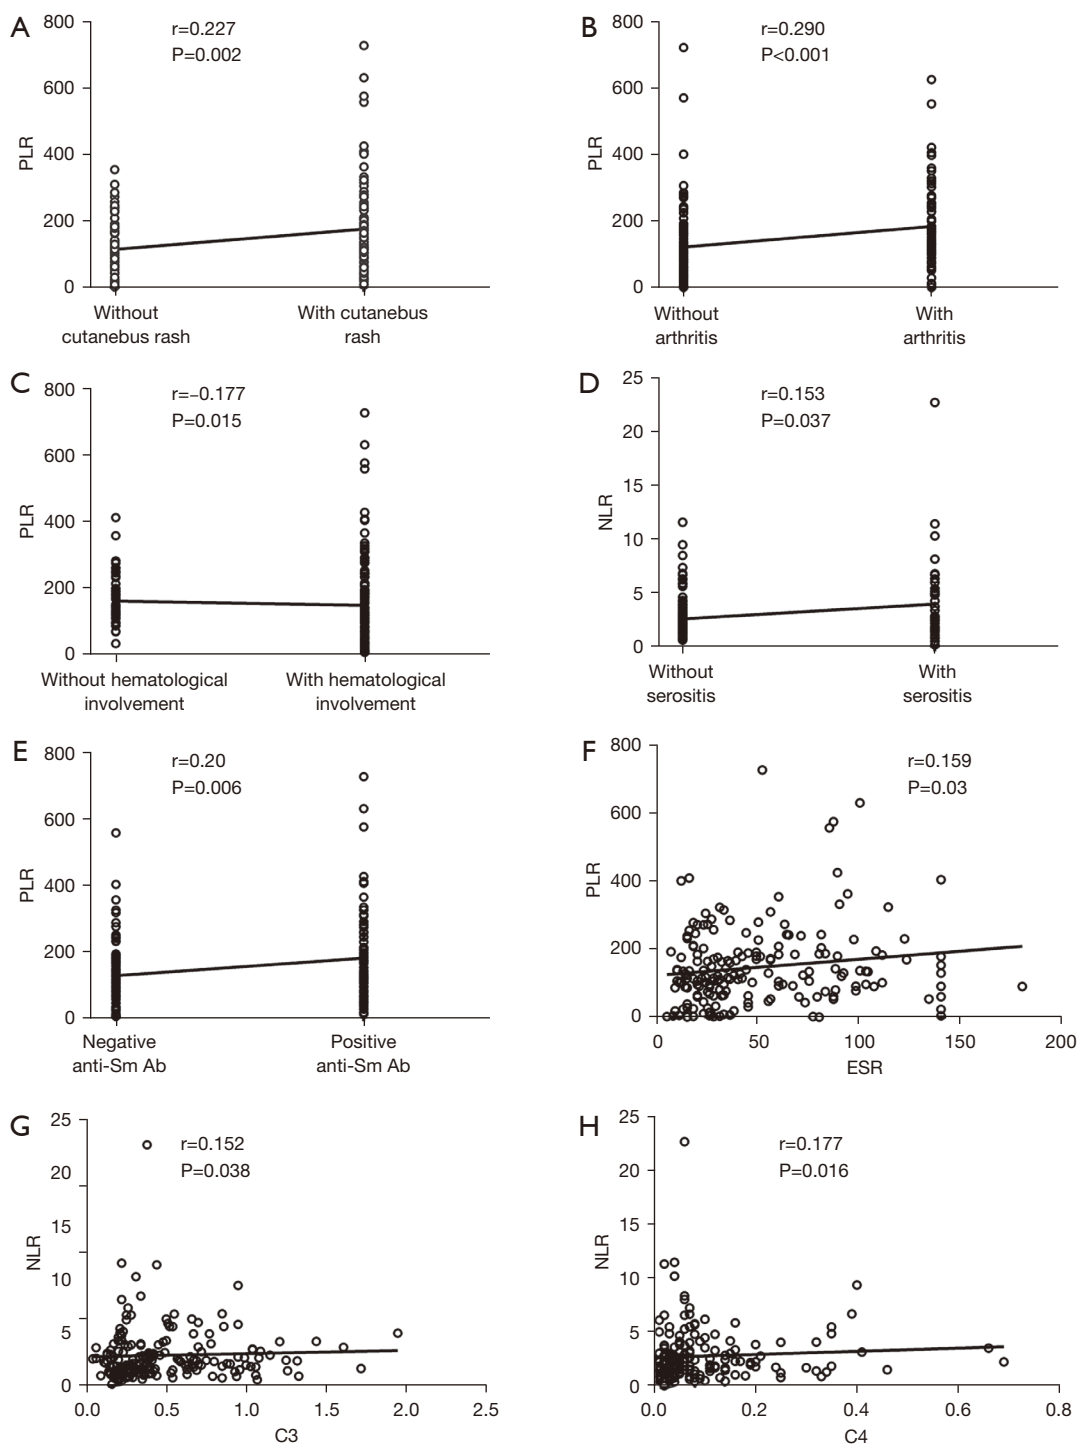 A
800
600
400
200
0
PLR
r=0.227
P=0.002
Without
cutanebus rash
With cutanebus
rash
B
800
600
400
200
0
PLR
r=0.290
P<0.001
Without
arthritis
With
arthritis
C
800
600
400
200
0
PLR
r=−0.177
P=0.015
Without hematological
involvement
With hematological
involvement
D
25
20
15
10
5
0
NLR
r=0.153
P=0.037
Without
serositis
With
serositis
E
800
600
400
200
0
PLR
r=0.20
P=0.006
Negative
anti-Sm Ab
Positive
anti-Sm Ab
F
800
600
400
200
0
PLR
r=0.159
P=0.03
0 50 100 150 200
ESR
G
25
20
15
10
5
0
NLR
r=0.152
P=0.038
0.0 0.5 1.0 1.5 2.0 2.5
C3
H
25
20
15
10
5
0
NLR
r=0.177
P=0.016
0.0 0.2 0.4 0.6 0.8
C4